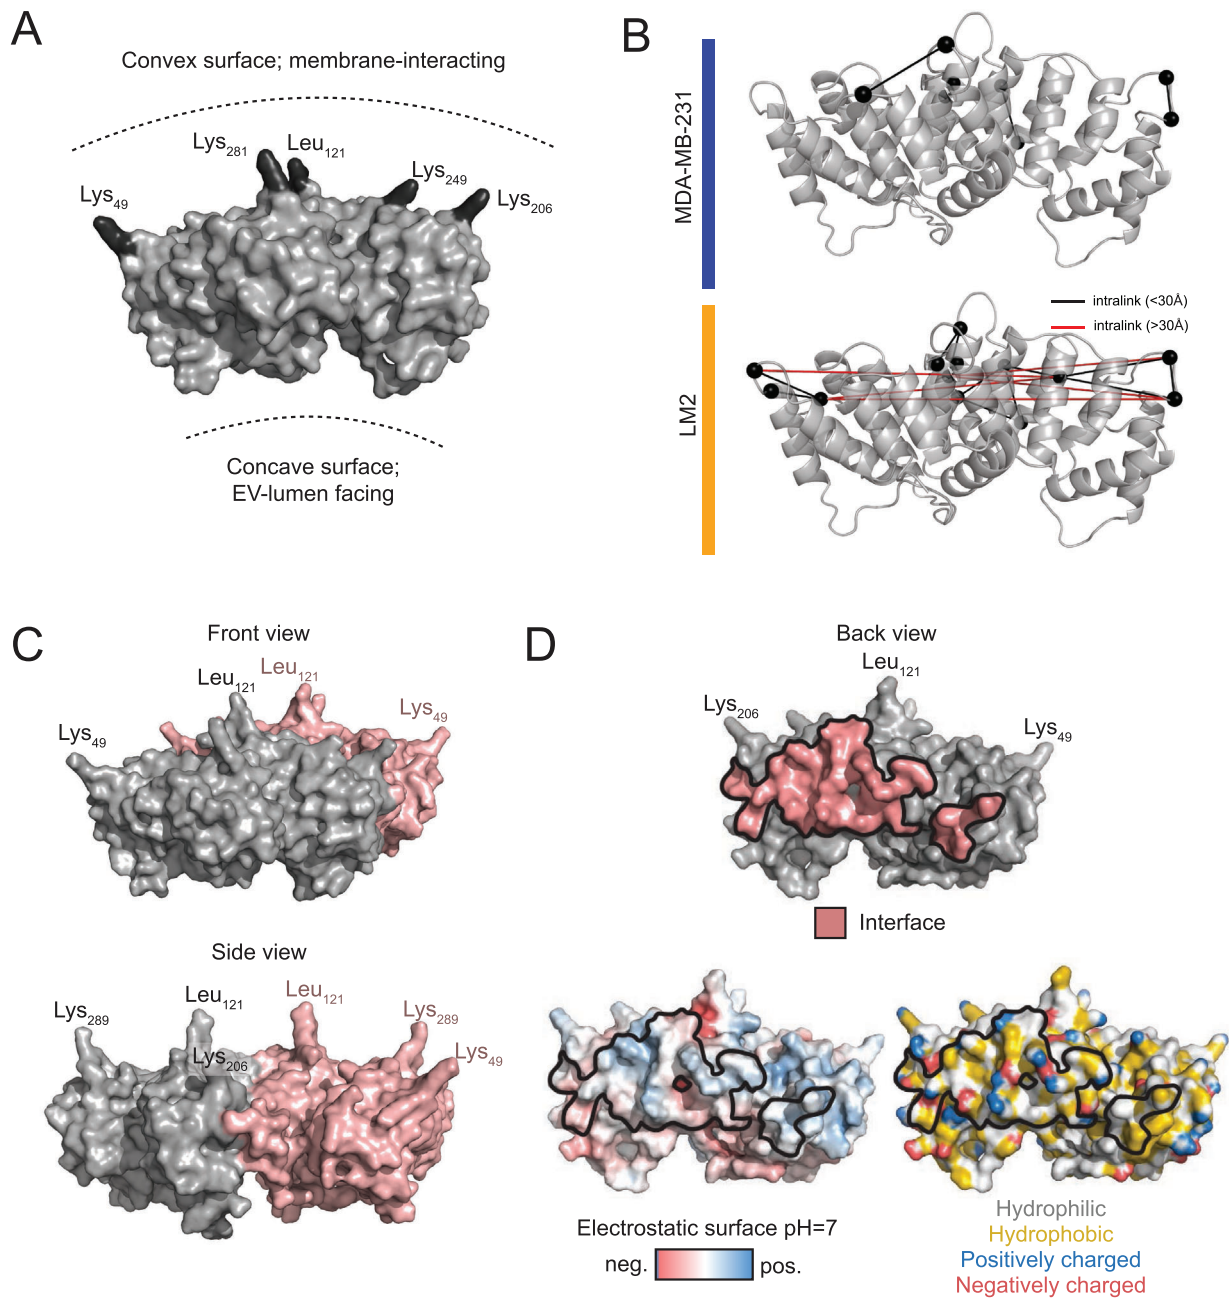 A
Convex surface; membrane-interacting
Lys281
Leu121
Lys249
Lys49
Lys206
Concave surface;
EV-lumen facing
B
MDA-MB-231
intralink (<30Å)
intralink (>30Å)
LM2
C
Front view
Leu121
Leu121
Lys49
Lys49
Side view
Leu121
Leu121
Lys289
Lys289
Lys206
Lys49
D
Back view
Leu121
Lys206
Lys49
Interface
Electrostatic surface pH=7
neg.
pos.
Hydrophilic
Hydrophobic
Positively charged
Negatively charged